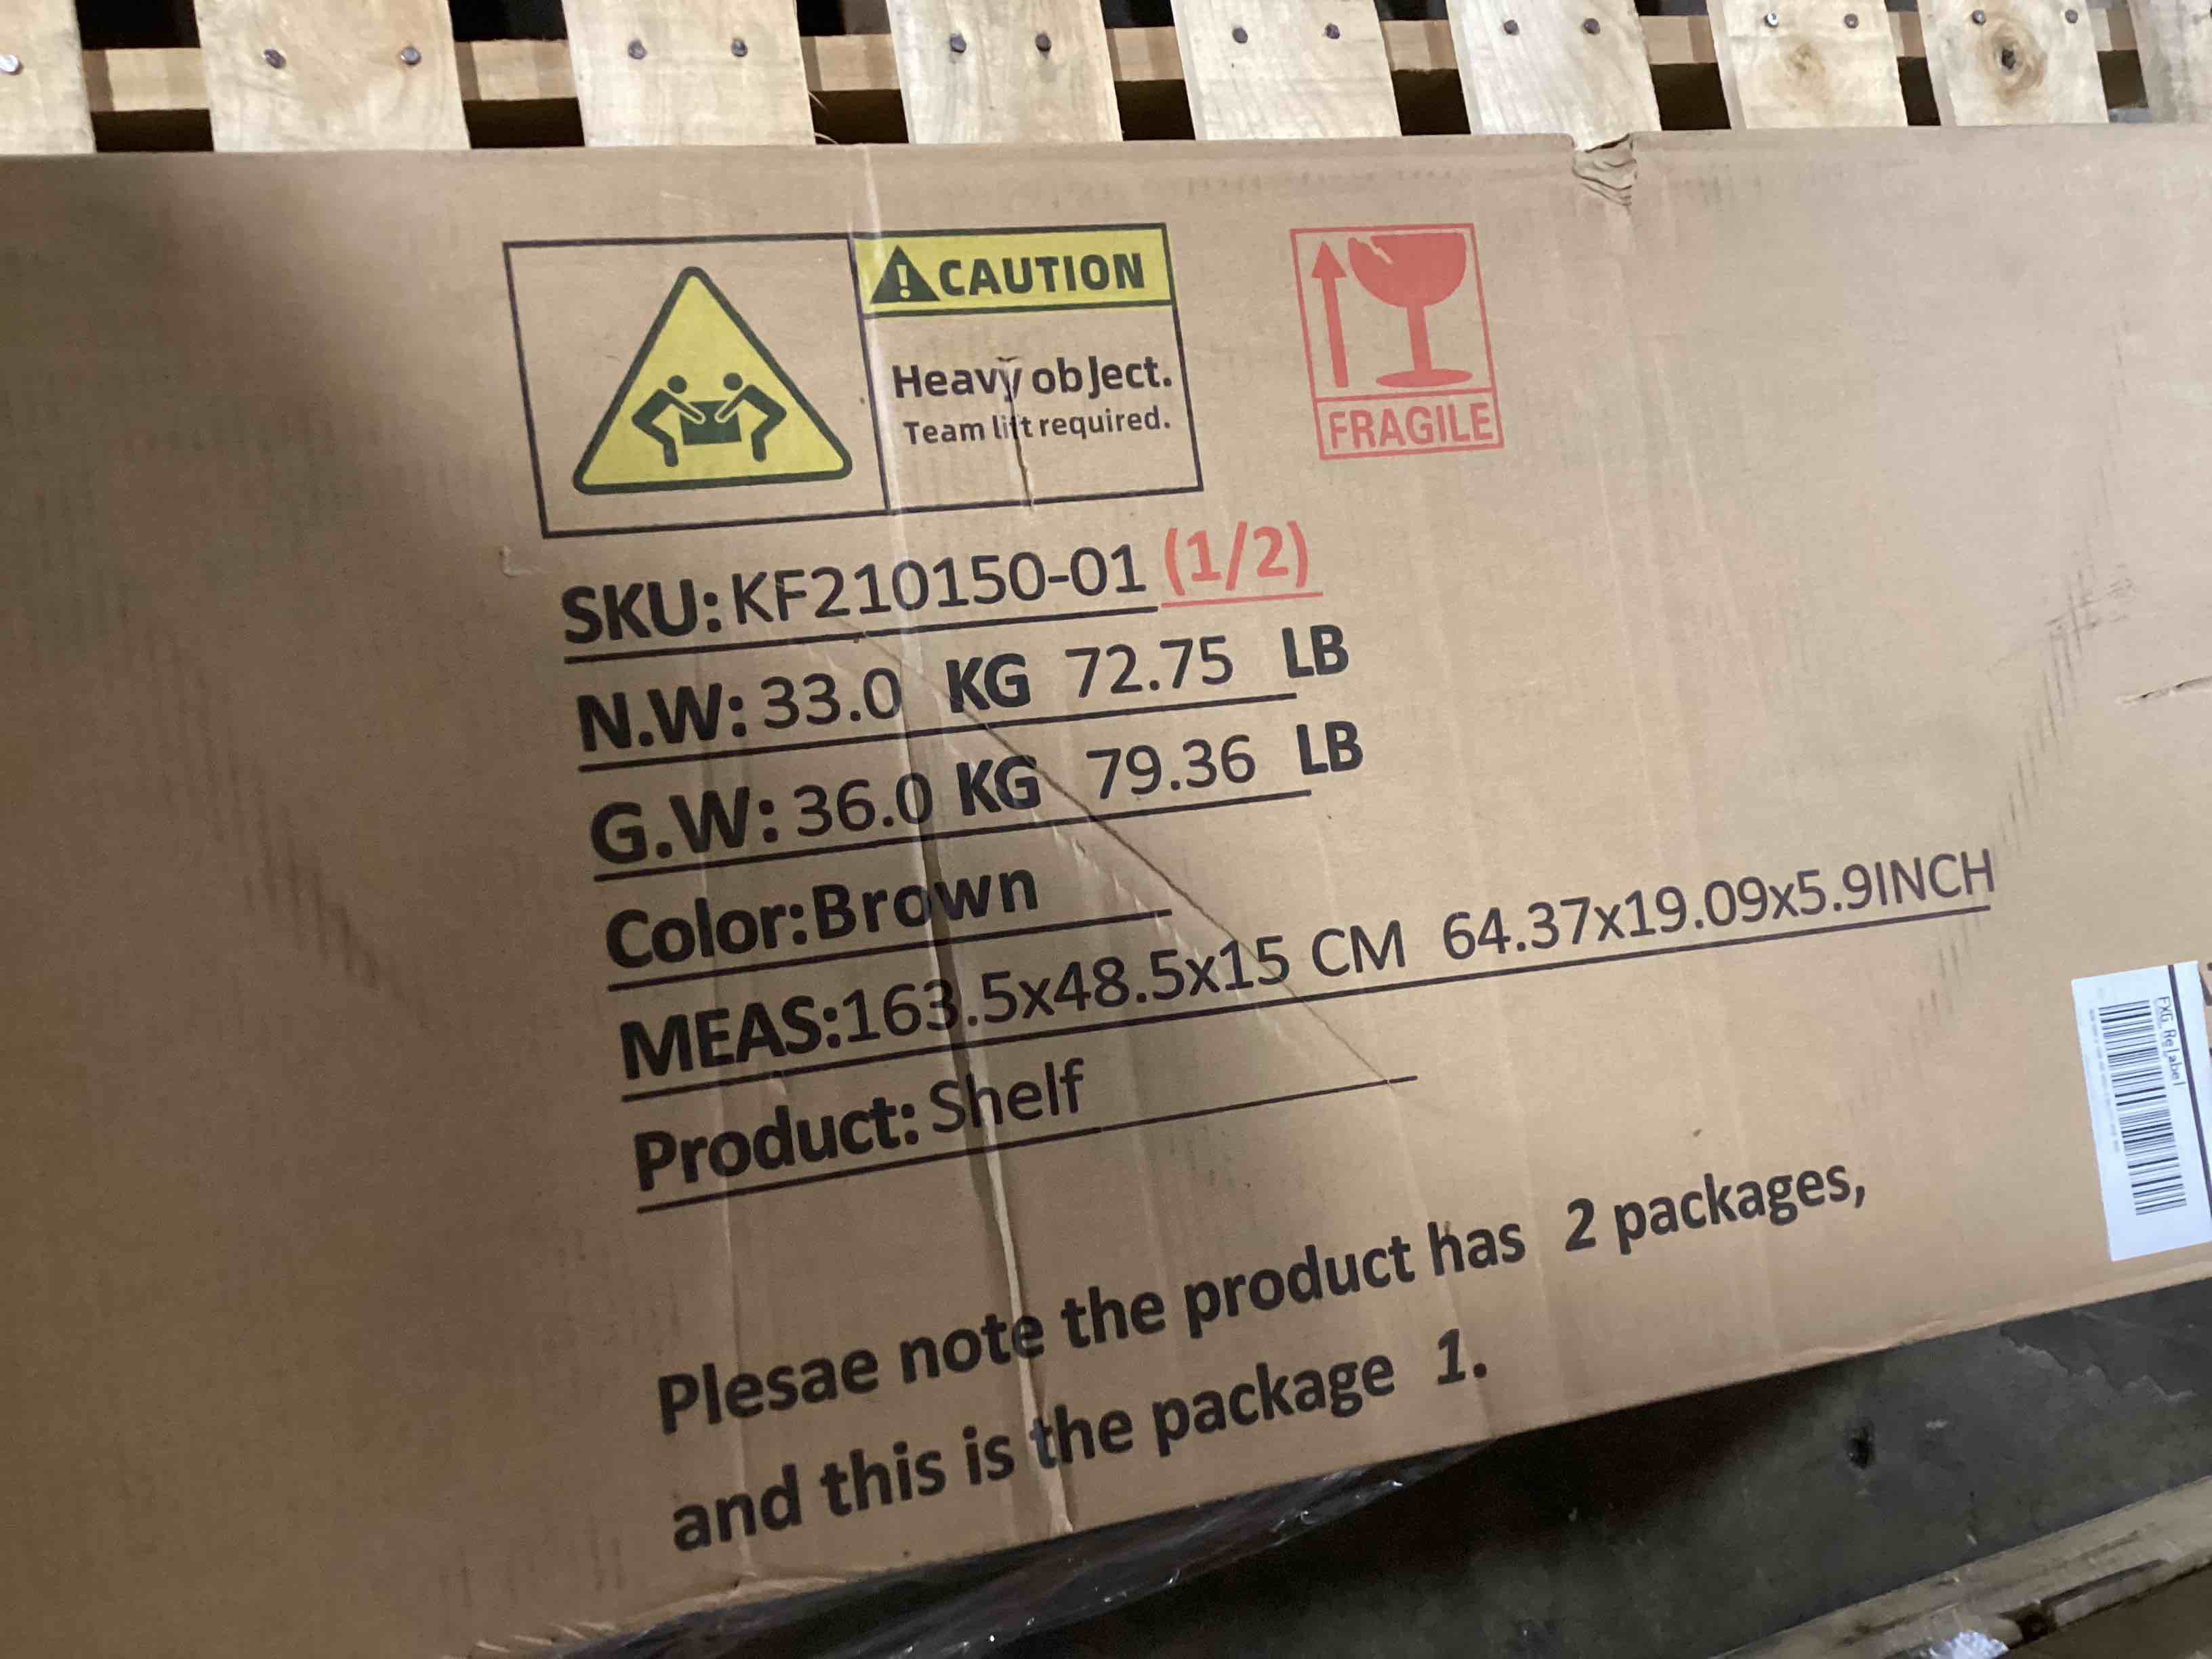 CAUTION
Heavy obJect.
Team lift required.
FRAGILE
SKU:KF210150-01 (1/2)
N.W:33.0 KG 72.75 LB
G.W:36.0 KG 79.36 LB
Color:Brown
MEAS:163.5x48.5x15 CM 64.37x19.09x5.9INCH
Product:Shelf
Plesae note the product has 2 packages,
and this is the package 1.
FXG Relabel